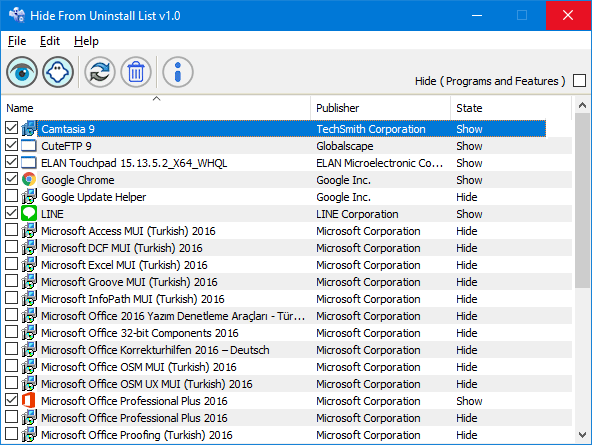 Hide From Uninstall List v1.0
File Edit Help
Hide ( Programs and Features )
Name Publisher State
Camtasia 9 TechSmith Corporation Show
CuteFTP 9 Globalscape Show
ELAN Touchpad 15.13.5.2_X64_WHQL ELAN Microelectronic Co... Show
Google Chrome Google Inc. Show
Google Update Helper Google Inc. Hide
LINE LINE Corporation Show
Microsoft Access MUI (Turkish) 2016 Microsoft Corporation Hide
Microsoft DCF MUI (Turkish) 2016 Microsoft Corporation Hide
Microsoft Excel MUI (Turkish) 2016 Microsoft Corporation Hide
Microsoft Groove MUI (Turkish) 2016 Microsoft Corporation Hide
Microsoft InfoPath MUI (Turkish) 2016 Microsoft Corporation Hide
Microsoft Office 2016 Yazım Denetleme Araçları - Tür... Microsoft Corporation Hide
Microsoft Office 32-bit Components 2016 Microsoft Corporation Hide
Microsoft Office Korrekturhilfen 2016 – Deutsch Microsoft Corporation Hide
Microsoft Office OSM MUI (Turkish) 2016 Microsoft Corporation Hide
Microsoft Office OSM UX MUI (Turkish) 2016 Microsoft Corporation Hide
Microsoft Office Professional Plus 2016 Microsoft Corporation Show
Microsoft Office Professional Plus 2016 Microsoft Corporation Hide
Microsoft Office Proofing (Turkish) 2016 Microsoft Corporation Hide